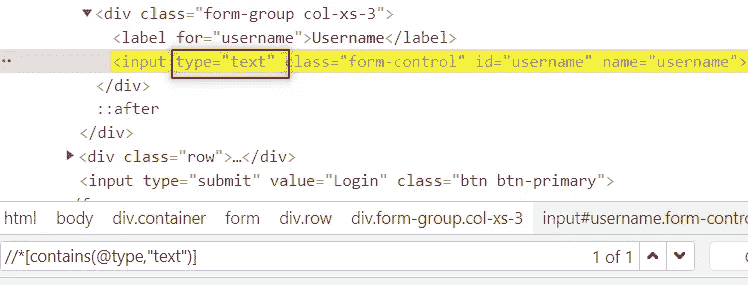 ▼<div class="form-group col-xs-3">
<label for="username">Username</label>
<input type="text" class="form-control" id="username" name="username">
</div>
::after
</div>
▶<div class="row">…</div>
<input type="submit" value="Login" class="btn btn-primary">
html body div.container form div.row div.form-group.col-xs-3 input#username.form-contr
//*[contains(@type,"text")] 1 of 1